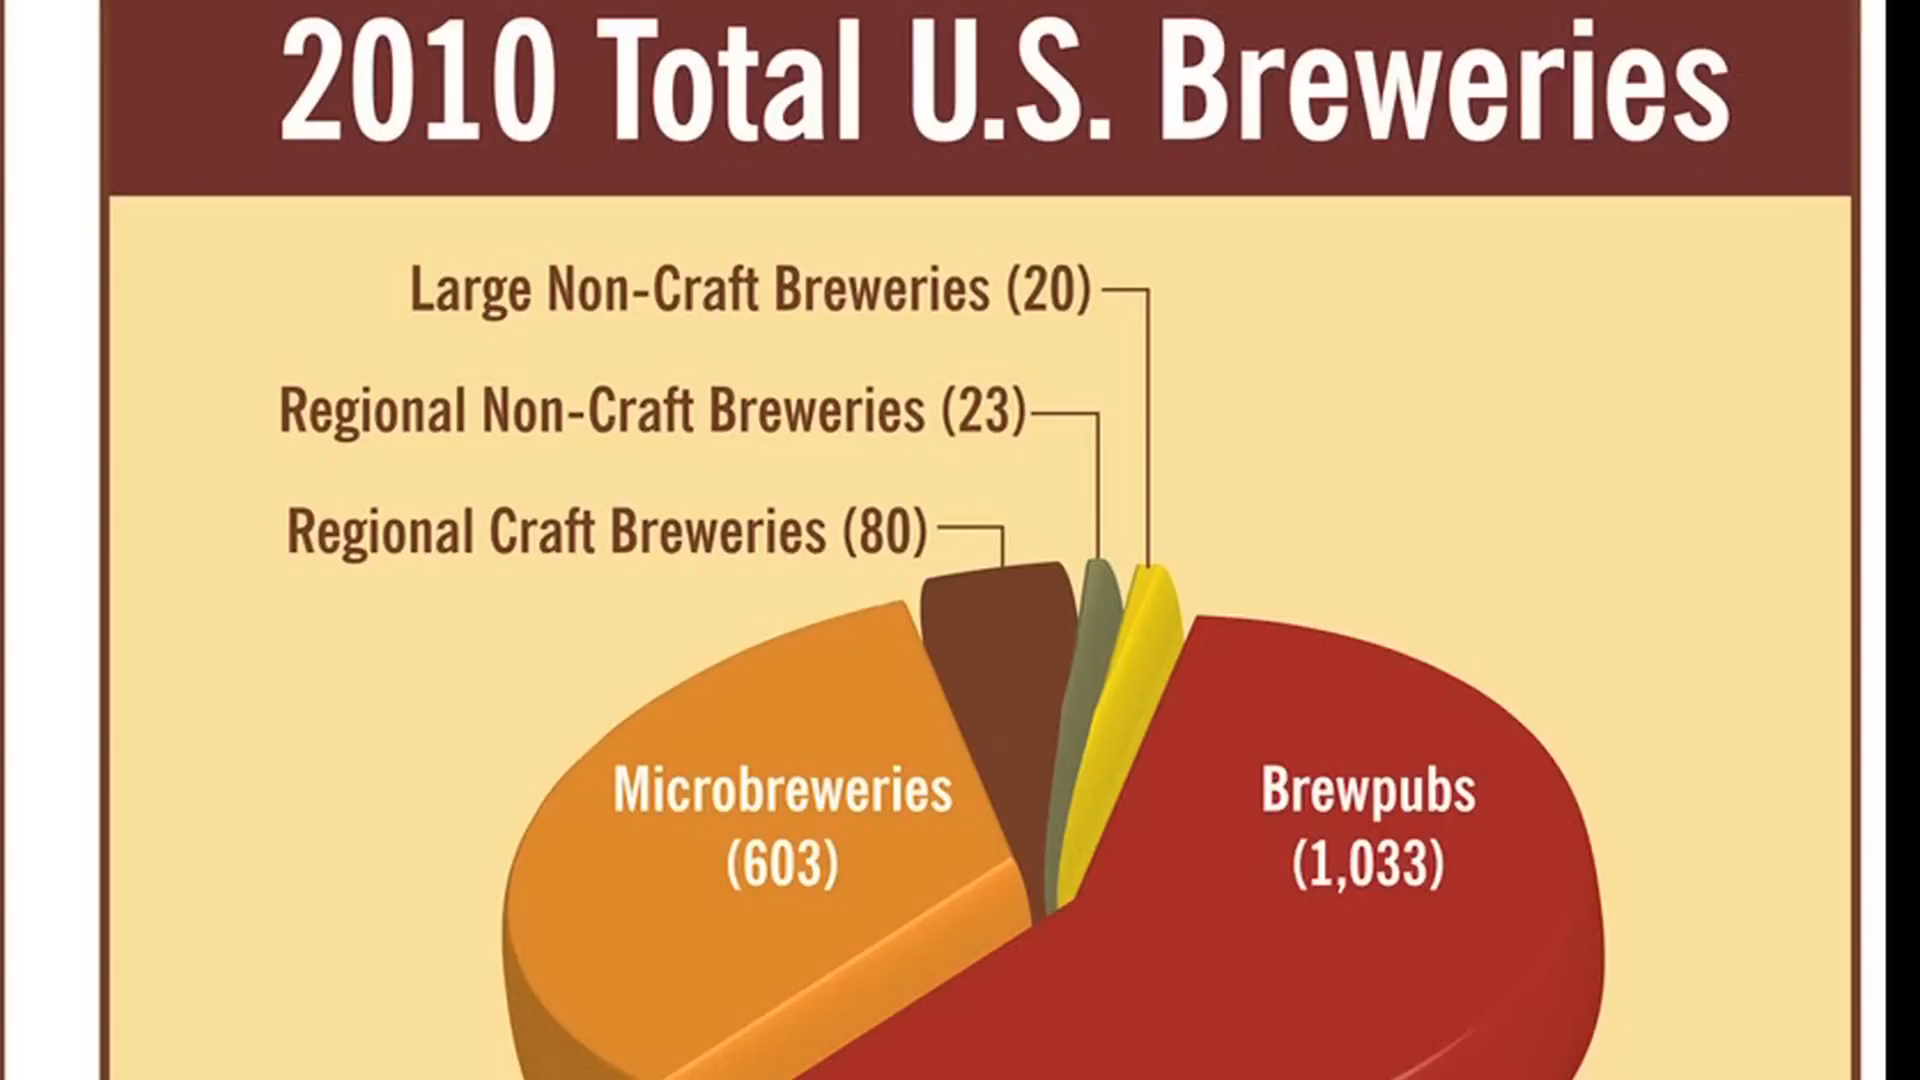 2010 Total U.S. Breweries
Large Non-Craft Breweries (20)
Regional Non-Craft Breweries (23)
Regional Craft Breweries (80)
Microbreweries
(603)
Brewpubs
(1,033)